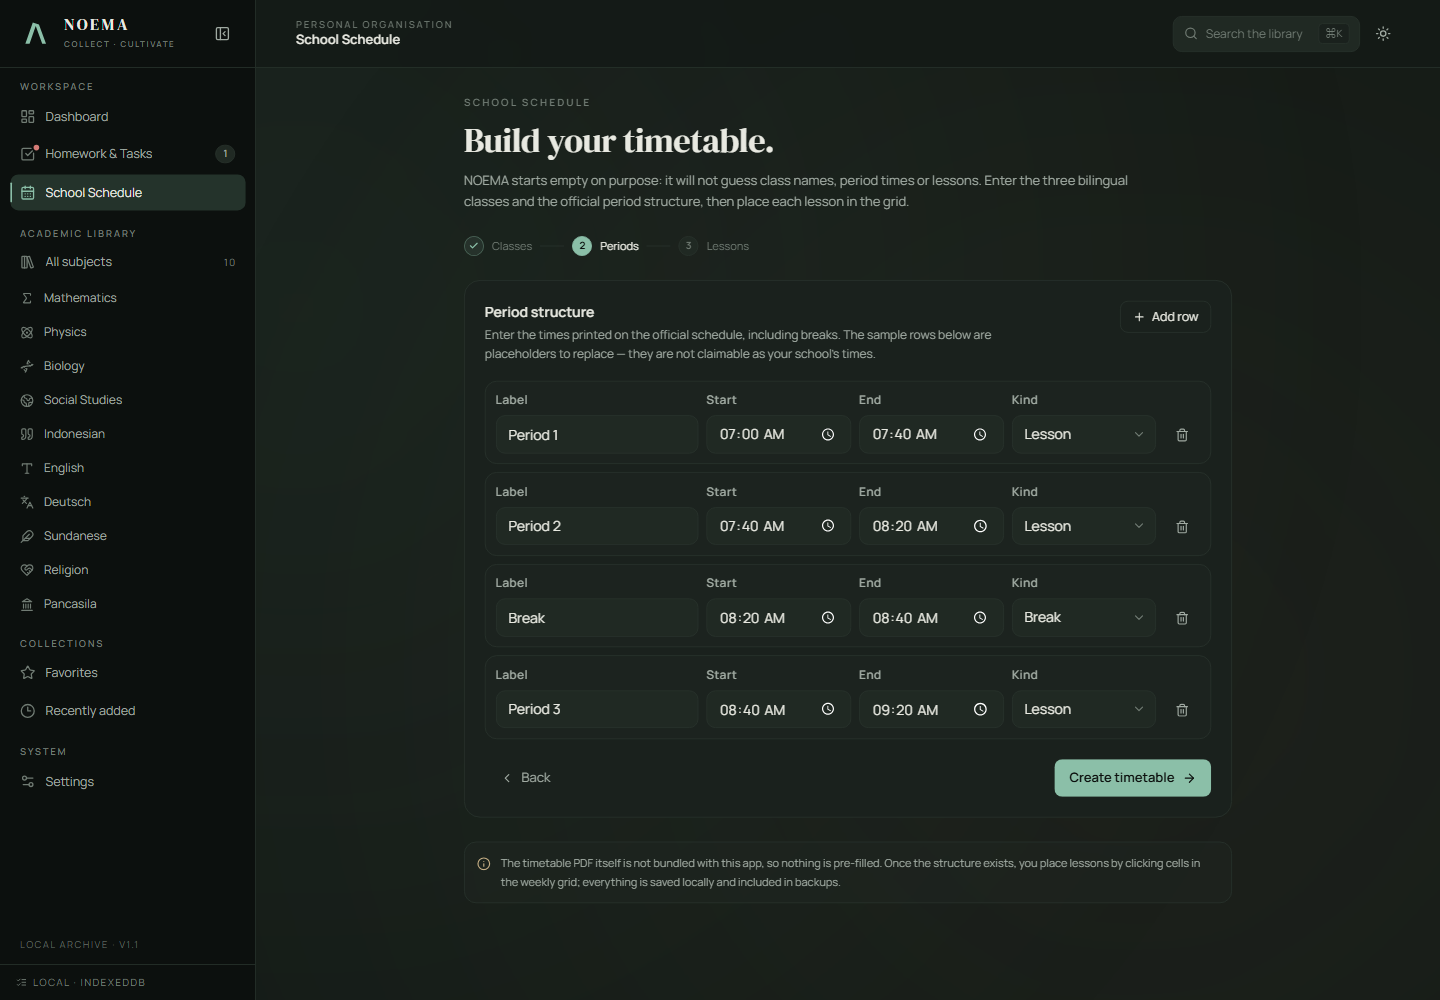 NOEMA
COLLECT · CULTIVATE
WORKSPACE
Dashboard
Homework & Tasks
1
School Schedule
ACADEMIC LIBRARY
All subjects
10
Mathematics
Physics
Biology
Social Studies
Indonesian
English
Deutsch
Sundanese
Religion
Pancasila
COLLECTIONS
Favorites
Recently added
SYSTEM
Settings
LOCAL ARCHIVE · V1.1
LOCAL · INDEXEDDB
PERSONAL ORGANISATION
School Schedule
Search the library
⌘K
SCHOOL SCHEDULE
Build your timetable.
NOEMA starts empty on purpose: it will not guess class names, period times or lessons. Enter the three bilingual
classes and the official period structure, then place each lesson in the grid.
Classes
2 Periods
3 Lessons
Period structure
Enter the times printed on the official schedule, including breaks. The sample rows below are
placeholders to replace — they are not claimable as your school's times.
Add row
Label Start End Kind
Period 1 07:00 AM 07:40 AM Lesson
Label Start End Kind
Period 2 07:40 AM 08:20 AM Lesson
Label Start End Kind
Break 08:20 AM 08:40 AM Break
Label Start End Kind
Period 3 08:40 AM 09:20 AM Lesson
Back
Create timetable
The timetable PDF itself is not bundled with this app, so nothing is pre-filled. Once the structure exists, you place lessons by clicking cells in
the weekly grid; everything is saved locally and included in backups.